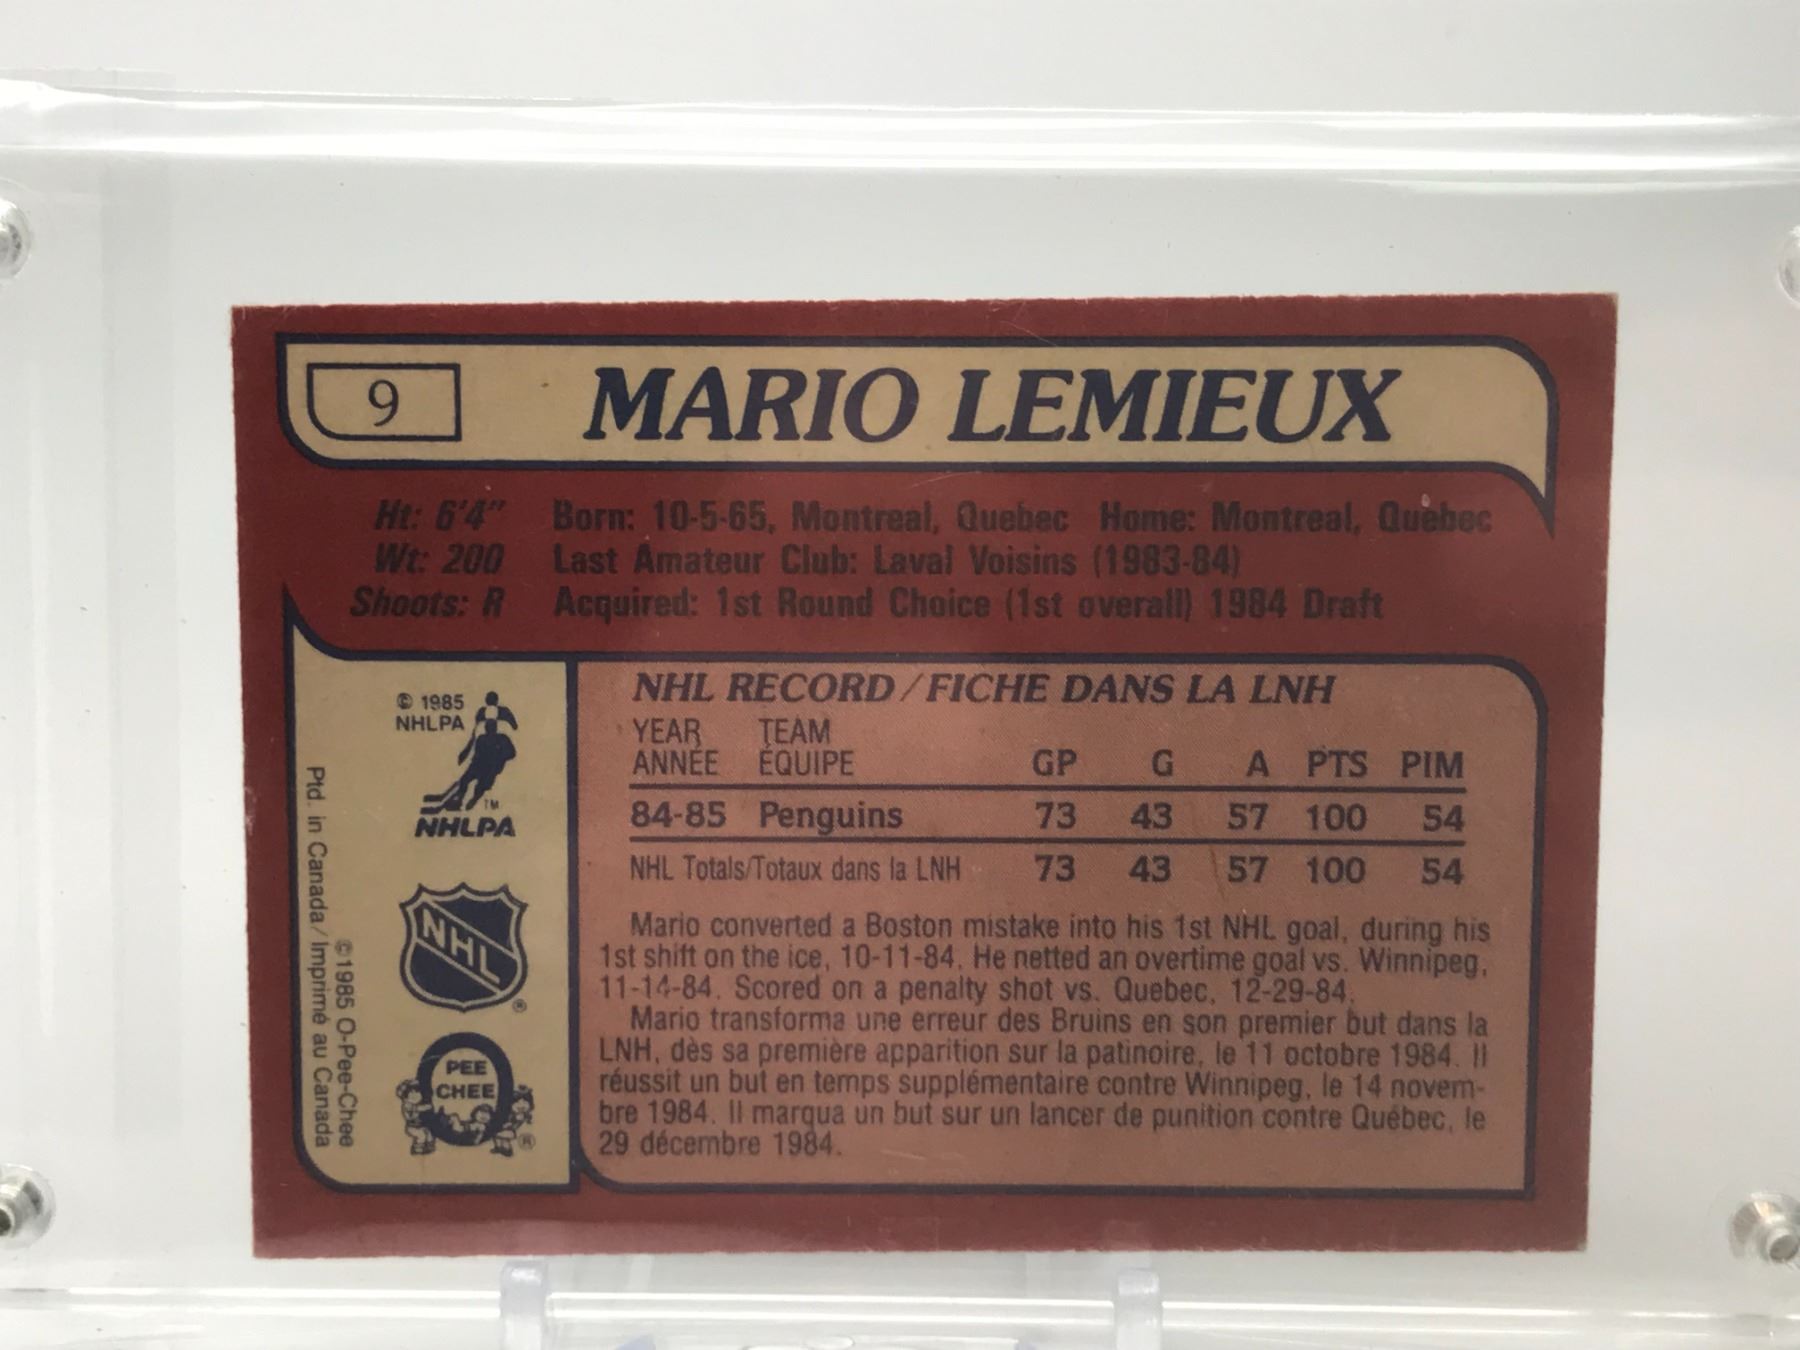 9
MARIO LEMIEUX
Ht: 6'4" Born: 10-5-65, Montreal, Quebec Home: Montreal, Quebec
Wt: 200 Last Amateur Club: Laval Voisins (1983-84)
Shoots: R Acquired: 1st Round Choice (1st overall) 1984 Draft
© 1985
NHLPA
TM
NHLPA
NHL
®
PEE
CHEE
®
©1985 O-Pee-Chee
Ptd. in Canada/Imprimé au Canada
NHL RECORD/FICHE DANS LA LNH
YEAR TEAM
ANNÉE ÉQUIPE GP G A PTS PIM
84-85 Penguins 73 43 57 100 54
NHL Totals/Totaux dans la LNH 73 43 57 100 54
Mario converted a Boston mistake into his 1st NHL goal, during his
1st shift on the ice, 10-11-84. He netted an overtime goal vs. Winnipeg,
11-14-84. Scored on a penalty shot vs. Quebec, 12-29-84.
Mario transforma une erreur des Bruins en son premier but dans la
LNH, dès sa première apparition sur la patinoire, le 11 octobre 1984. Il
réussit un but en temps supplémentaire contre Winnipeg, le 14 novem-
bre 1984. Il marqua un but sur un lancer de punition contre Québec, le
29 décembre 1984.